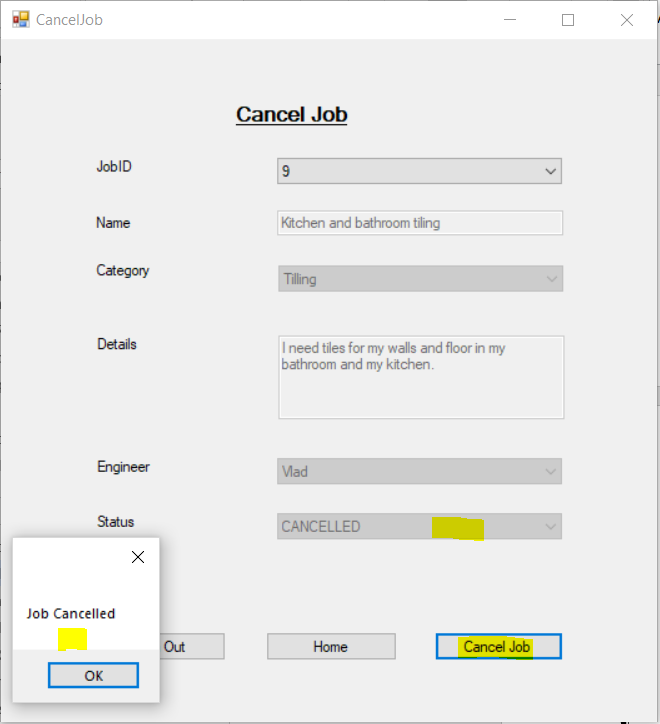 CancelJob
Cancel Job
JobID
9
Name
Kitchen and bathroom tiling
Category
Tilling
Details
I need tiles for my walls and floor in my
bathroom and my kitchen.
Engineer
Vlad
Status
CANCELLED
Job Cancelled
OK
Out
Home
Cancel Job